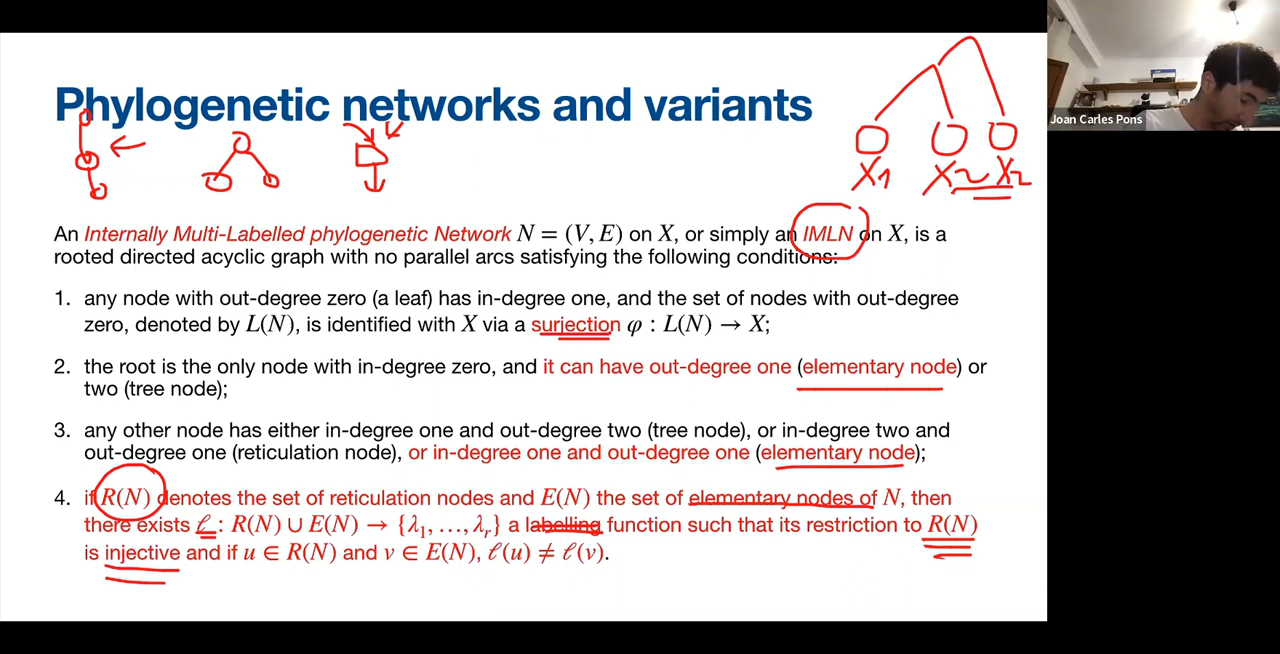 Phylogenetic networks and variants
X1 X2 X2
Joan Carles Pons
An Internally Multi-Labelled phylogenetic Network N = (V, E) on X, or simply an IMLN on X, is a
rooted directed acyclic graph with no parallel arcs satisfying the following conditions:
1. any node with out-degree zero (a leaf) has in-degree one, and the set of nodes with out-degree
zero, denoted by L(N), is identified with X via a surjection φ : L(N) → X;
2. the root is the only node with in-degree zero, and it can have out-degree one (elementary node) or
two (tree node);
3. any other node has either in-degree one and out-degree two (tree node), or in-degree two and
out-degree one (reticulation node), or in-degree one and out-degree one (elementary node);
4. if R(N) denotes the set of reticulation nodes and E(N) the set of elementary nodes of N, then
there exists ℓ : R(N) ∪ E(N) → {λ₁, …, λᵣ} a labelling function such that its restriction to R(N)
is injective and if u ∈ R(N) and v ∈ E(N), ℓ(u) ≠ ℓ(v).